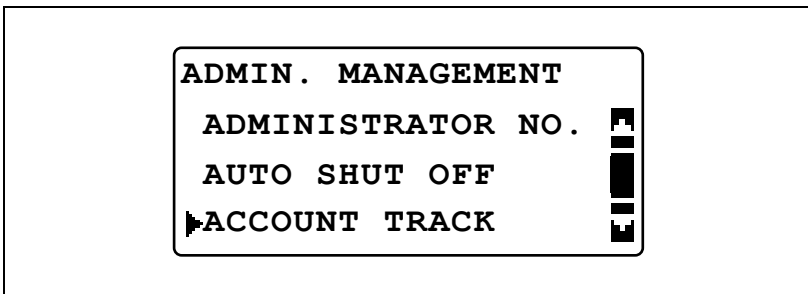 ADMIN. MANAGEMENT
ADMINISTRATOR NO.
AUTO SHUT OFF
ACCOUNT TRACK